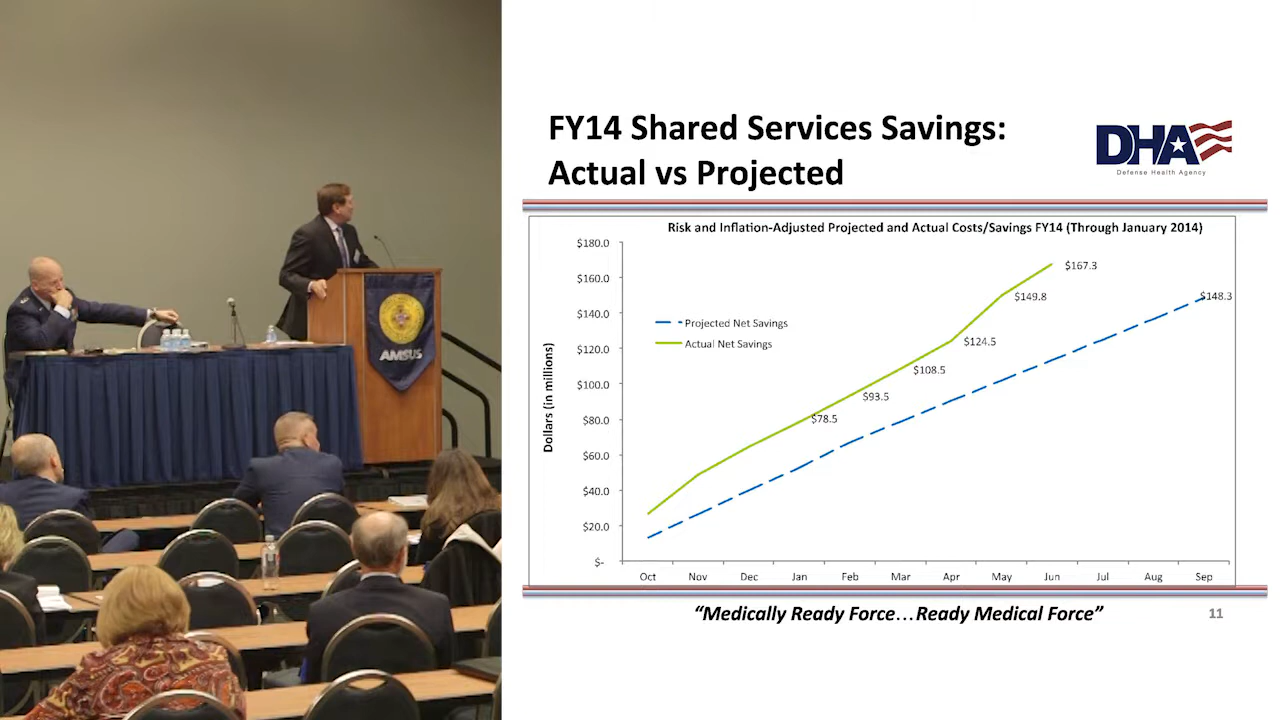 FY14 Shared Services Savings:
Actual vs Projected
DHA
Defense Health Agency
Risk and Inflation-Adjusted Projected and Actual Costs/Savings FY14 (Through January 2014)
Dollars (in millions)
$180.0
$160.0
$140.0
$120.0
$100.0
$80.0
$60.0
$40.0
$20.0
$-
Projected Net Savings
Actual Net Savings
$78.5
$93.5
$108.5
$124.5
$149.8
$167.3
$148.3
Oct Nov Dec Jan Feb Mar Apr May Jun Jul Aug Sep
“Medically Ready Force…Ready Medical Force”
11
AMSUS